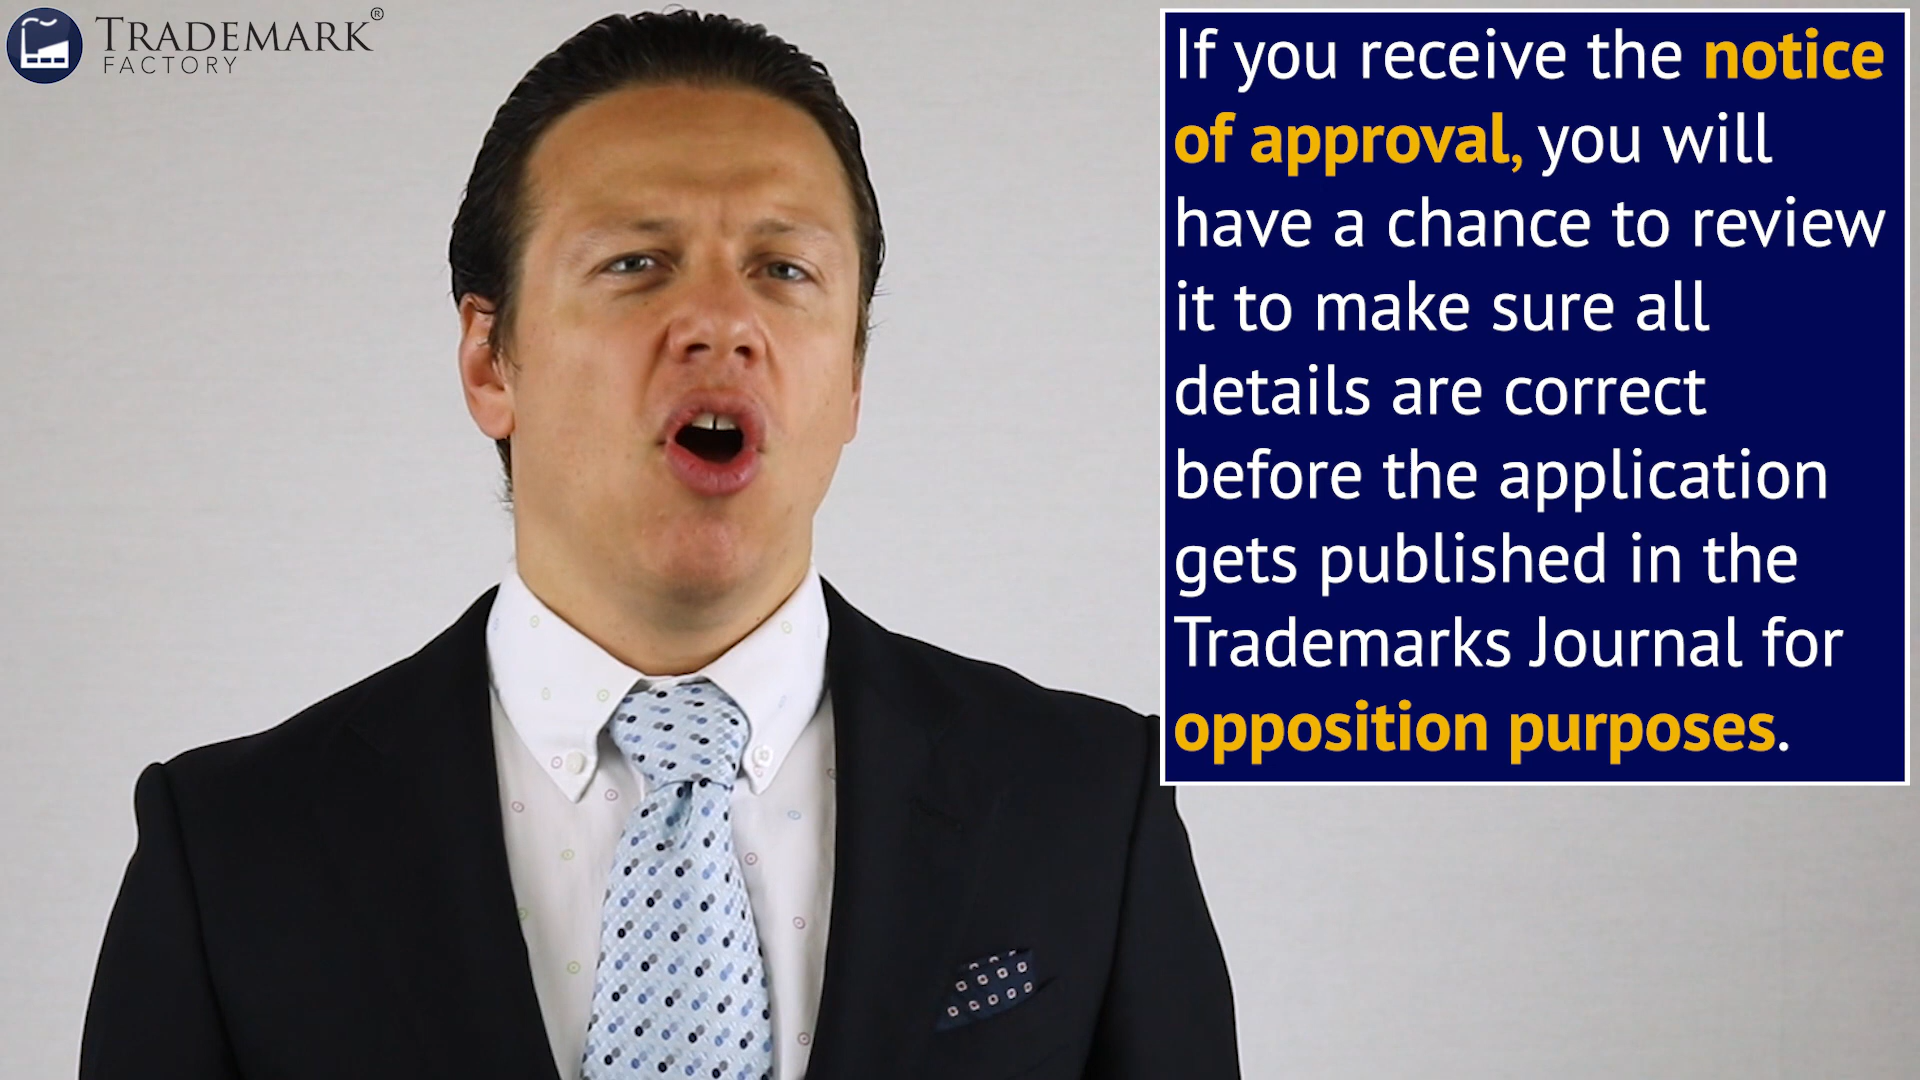 TRADEMARK®
FACTORY
If you receive the notice
of approval, you will
have a chance to review
it to make sure all
details are correct
before the application
gets published in the
Trademarks Journal for
opposition purposes.